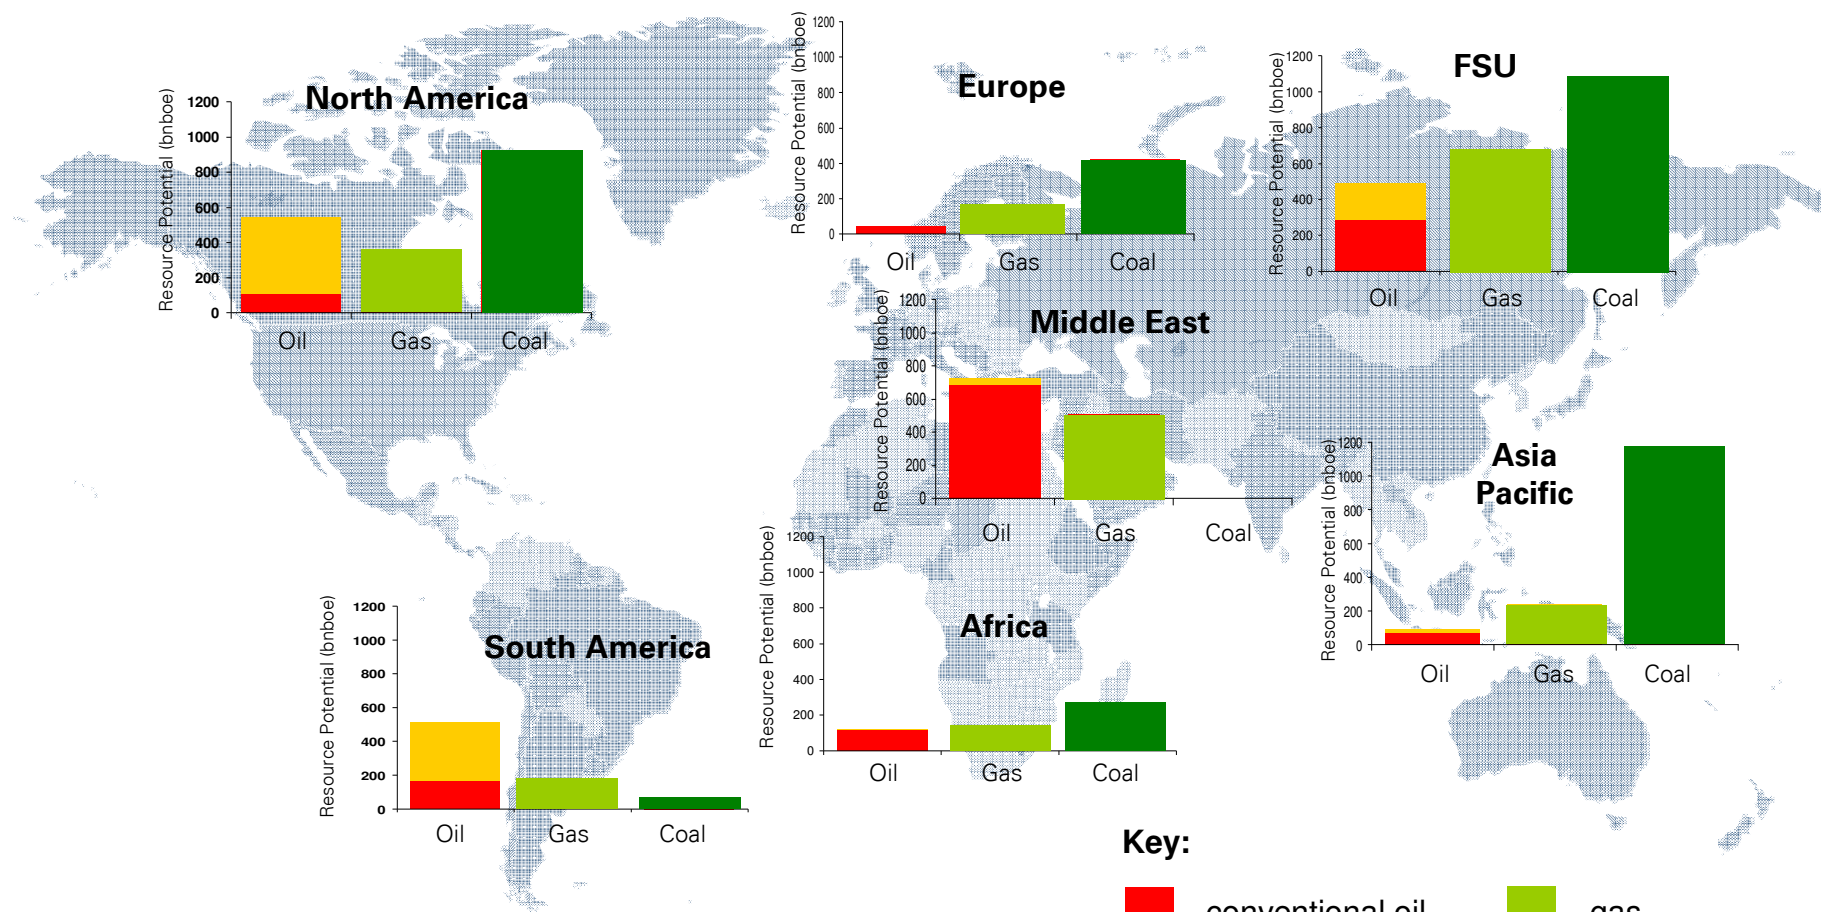 North America
Resource Potential (bnboe)
1200
1000
800
600
400
200
0
Oil Gas Coal
Europe
Resource Potential (bnboe)
1200
1000
800
600
400
200
0
Oil Gas Coal
FSU
Resource Potential (bnboe)
1200
1000
800
600
400
200
0
Oil Gas Coal
Middle East
Resource Potential (bnboe)
1200
1000
800
600
400
200
0
Oil Gas Coal
Asia
Pacific
Resource Potential (bnboe)
1200
1000
800
600
400
200
0
Oil Gas Coal
South America
Resource Potential (bnboe)
1200
1000
800
600
400
200
0
Oil Gas Coal
Africa
Resource Potential (bnboe)
1200
1000
800
600
400
200
0
Oil Gas Coal
Key:
conventional oil gas